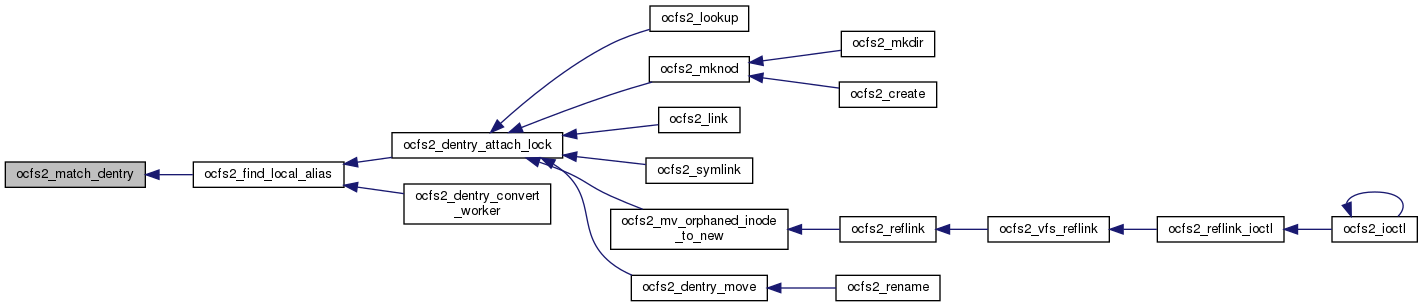 ocfs2_match_dentry
ocfs2_find_local_alias
ocfs2_dentry_attach_lock
ocfs2_dentry_convert
_worker
ocfs2_lookup
ocfs2_mknod
ocfs2_link
ocfs2_symlink
ocfs2_mv_orphaned_inode
_to_new
ocfs2_dentry_move
ocfs2_mkdir
ocfs2_create
ocfs2_reflink
ocfs2_rename
ocfs2_vfs_reflink
ocfs2_reflink_ioctl
ocfs2_ioctl